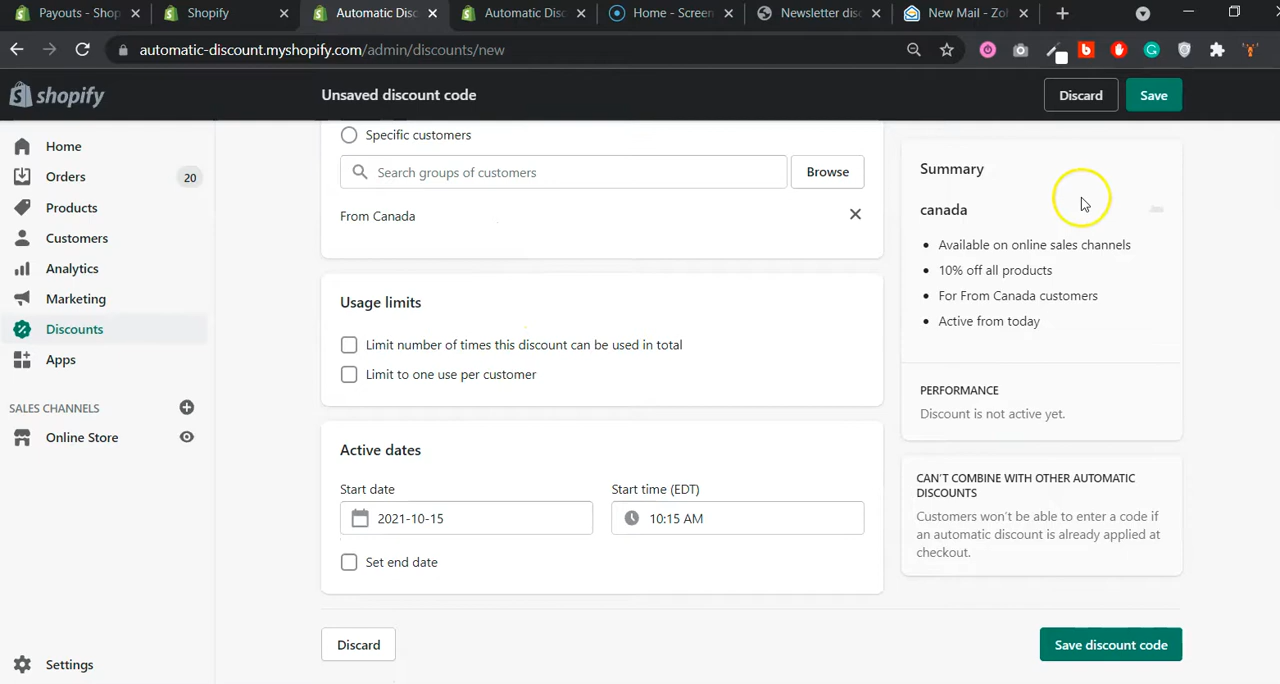 Payouts - Shop
Shopify
Automatic Disc
Automatic Disc
Home - Screen
Newsletter disc
New Mail - Zoh
automatic-discount.myshopify.com/admin/discounts/new
shopify
Unsaved discount code
Discard
Save
Home
Orders
20
Products
Customers
Analytics
Marketing
Discounts
Apps
SALES CHANNELS
Online Store
Settings
Specific customers
Search groups of customers
Browse
From Canada
Usage limits
Limit number of times this discount can be used in total
Limit to one use per customer
Active dates
Start date
Start time (EDT)
2021-10-15
10:15 AM
Set end date
Discard
Save discount code
Summary
canada
Available on online sales channels
10% off all products
For From Canada customers
Active from today
PERFORMANCE
Discount is not active yet.
CAN'T COMBINE WITH OTHER AUTOMATIC
DISCOUNTS
Customers won't be able to enter a code if
an automatic discount is already applied at
checkout.